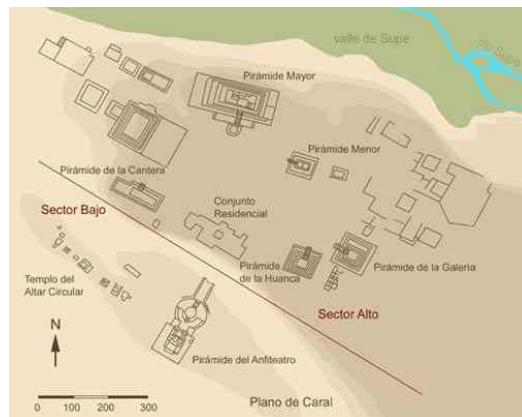 valle de Supe
río Supe
Pirámide Mayor
Pirámide Menor
Pirámide de la Cantera
Sector Bajo
Conjunto
Residencial
Templo del
Altar Circular
Pirámide
de la Huanca
Pirámide de la Galería
Sector Alto
N
Pirámide del Anfiteatro
0 100 200 300
Plano de Caral